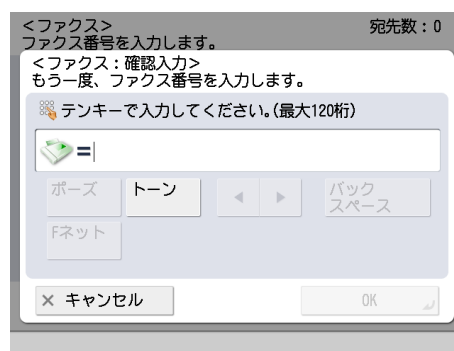 <ファクス> 宛先数：0
ファクス番号を入力します。
<ファクス：確認入力>
もう一度、ファクス番号を入力します。
テンキーで入力してください。(最大120桁)
=
ポーズ トーン ◀ ▶ バック
スペース
Fネット
× キャンセル OK